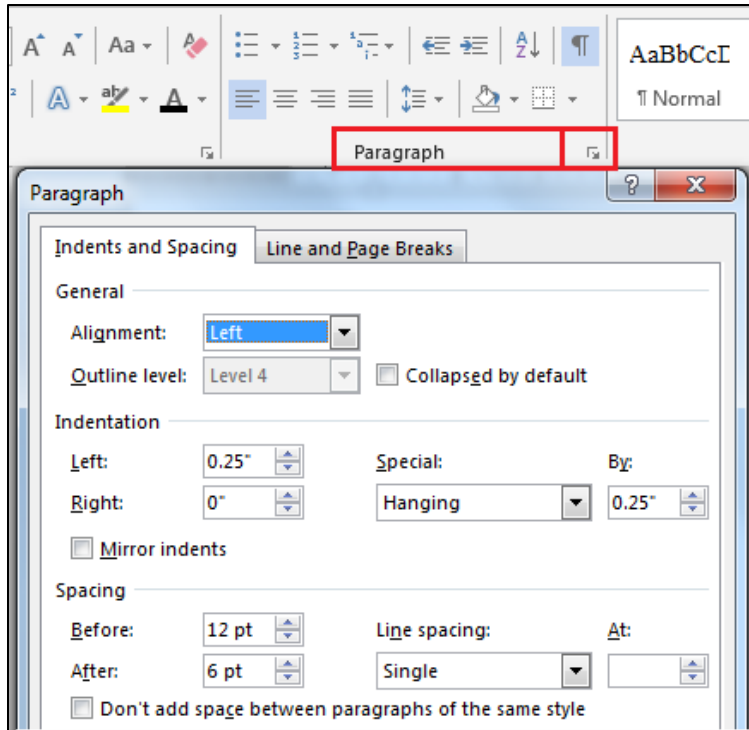 A A Aa A
A aby A
AaBbCcD
¶ Normal
Paragraph
Paragraph ?
Indents and Spacing Line and Page Breaks
General
Alignment: Left
Outline level: Level 4 Collapsed by default
Indentation
Left: 0.25" Special: By:
Right: 0" Hanging 0.25"
Mirror indents
Spacing
Before: 12 pt Line spacing: At:
After: 6 pt Single
Don't add space between paragraphs of the same style